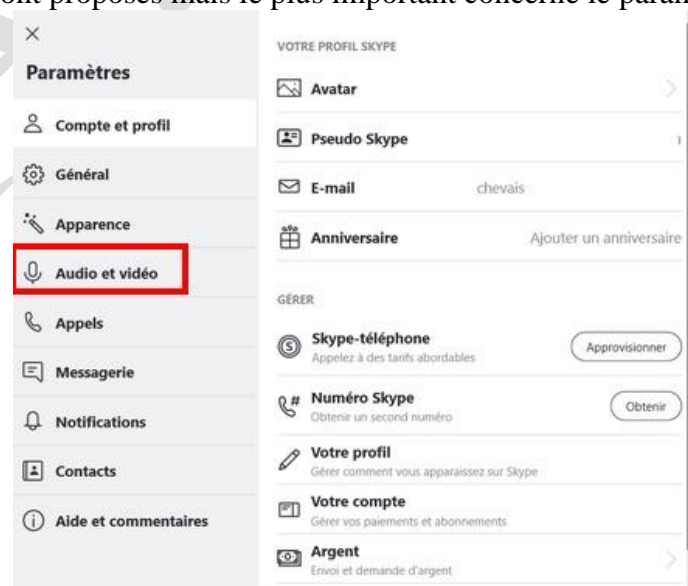 ont proposés mais le plus important concerne le param
Paramètres
Compte et profil
Général
Apparence
Audio et vidéo
Appels
Messagerie
Notifications
Contacts
Aide et commentaires
VOTRE PROFIL SKYPE
Avatar
Pseudo Skype
E-mail chevais
Anniversaire Ajouter un anniversaire
GÉRER
Skype-téléphone
Appelez à des tarifs abordables
Approvisionner
Numéro Skype
Obtenir un second numéro
Obtenir
Votre profil
Gérer comment vous apparaissez sur Skype
Votre compte
Gérer vos paiements et abonnements
Argent
Envoi et demande d'argent